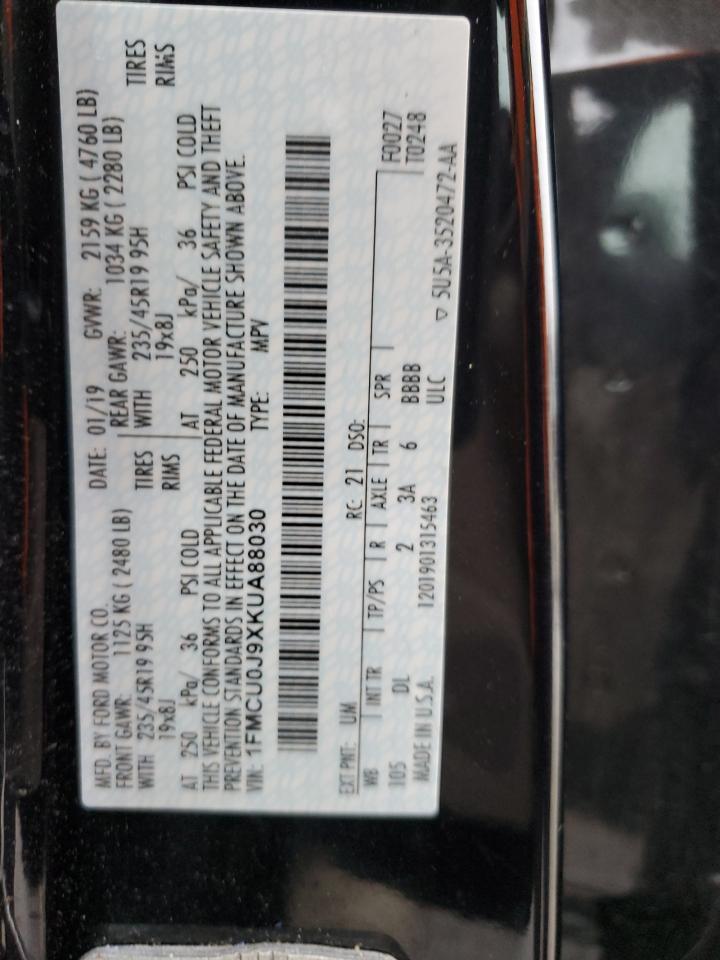 MFD. BY FORD MOTOR CO. DATE: 01/19 GVWR: 2159 KG ( 4760 LB)
FRONT GAWR: 1125 KG ( 2480 LB) REAR GAWR: 1034 KG ( 2280 LB)
WITH 235/45R19 95H TIRES WITH 235/45R19 95H TIRES
19x8J RIMS 19x8J RIMS
AT 250 kPa/ 36 PSI COLD AT 250 kPa/ 36 PSI COLD
THIS VEHICLE CONFORMS TO ALL APPLICABLE FEDERAL MOTOR VEHICLE SAFETY AND THEFT
PREVENTION STANDARDS IN EFFECT ON THE DATE OF MANUFACTURE SHOWN ABOVE.
VIN: 1FMCU0J9XKUA88030 TYPE: MPV
EXT PNT: UM RC: 21 DSO:
WB INT TR TP/PS R AXLE TR SPR F0027
105 DL 2 3A 6 BBBB T0248
ULC
MADE IN U.S.A. 1201901315463 ▽ 5U5A-3520472-AA